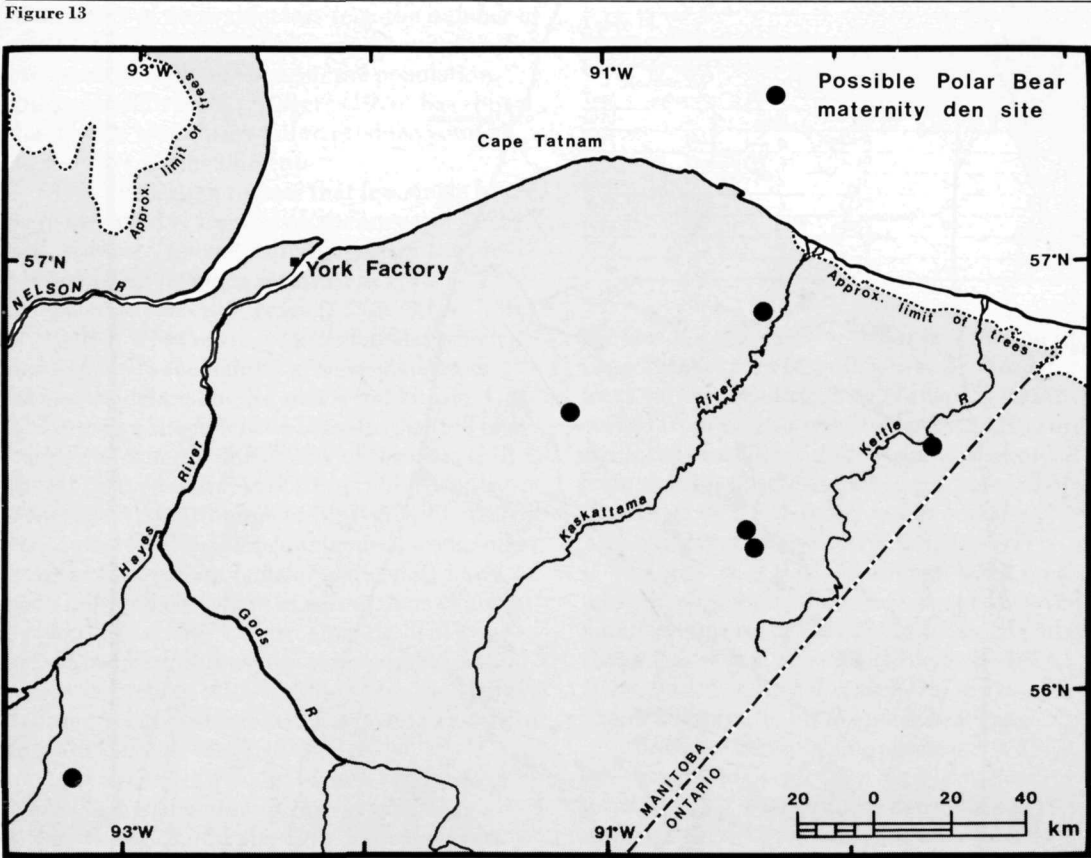 Figure 13
93°W
91°W
Possible Polar Bear
maternity den site
Approx. limit of trees
Cape Tatnam
57°N
York Factory
57°N
NELSON R
Approx. limit of trees
River
Kettle R
Hayes River
Kaskattama
Gods R
56°N
MANITOBA
ONTARIO
93°W
91°W
20 0 20 40
km